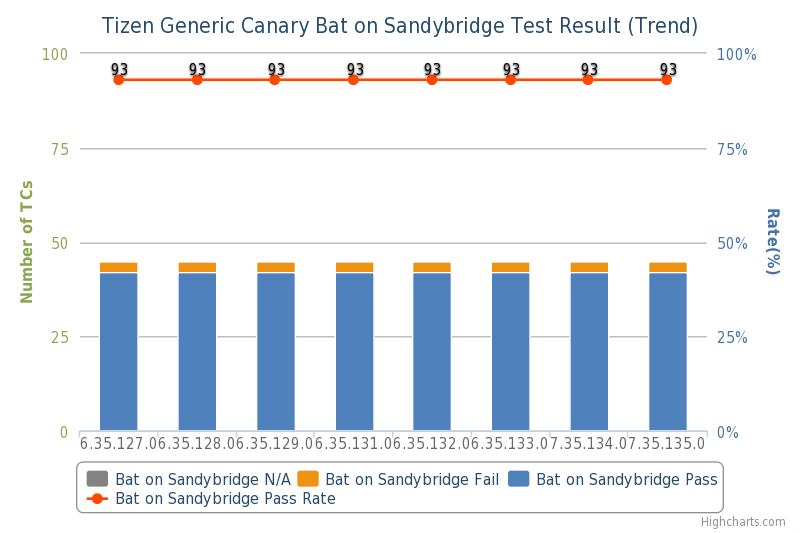 Tizen Generic Canary Bat on Sandybridge Test Result (Trend)
100 100%
93 93 93 93 93 93 93 93
75 75%
Number of TCs
Rate(%)
50 50%
25 25%
0 0%
6.35.127.0 6.35.128.0 6.35.129.0 6.35.131.0 6.35.132.0 6.35.133.0 7.35.134.0 7.35.135.0
Bat on Sandybridge N/A Bat on Sandybridge Fail Bat on Sandybridge Pass
Bat on Sandybridge Pass Rate
Highcharts.com